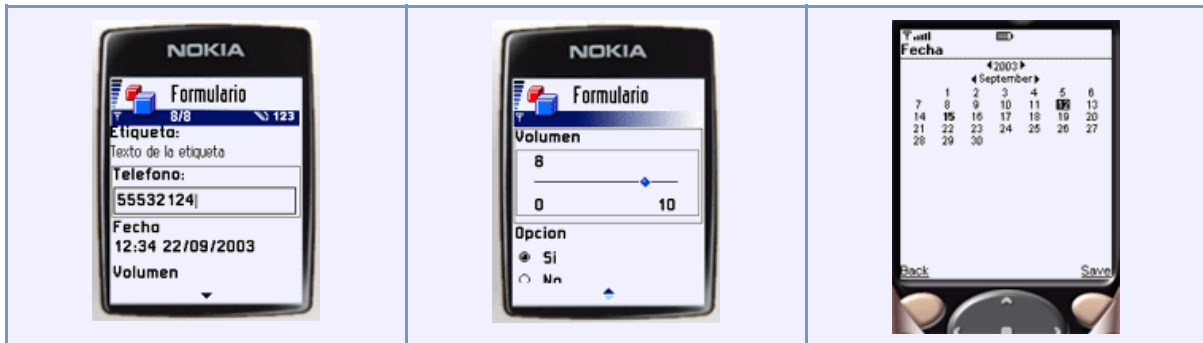 NOKIA
Formulario
8/8 123
Etiqueta:
Texto de la etiqueta
Telefono:
55532124
Fecha
12:34 22/09/2003
Volumen
NOKIA
Formulario
Volumen
8
0 10
Opcion
Si
No
Fecha
2003
September
1 2 3 4 5 6
7 8 9 10 11 12 13
14 15 16 17 18 19 20
21 22 23 24 25 26 27
28 29 30
Back Save